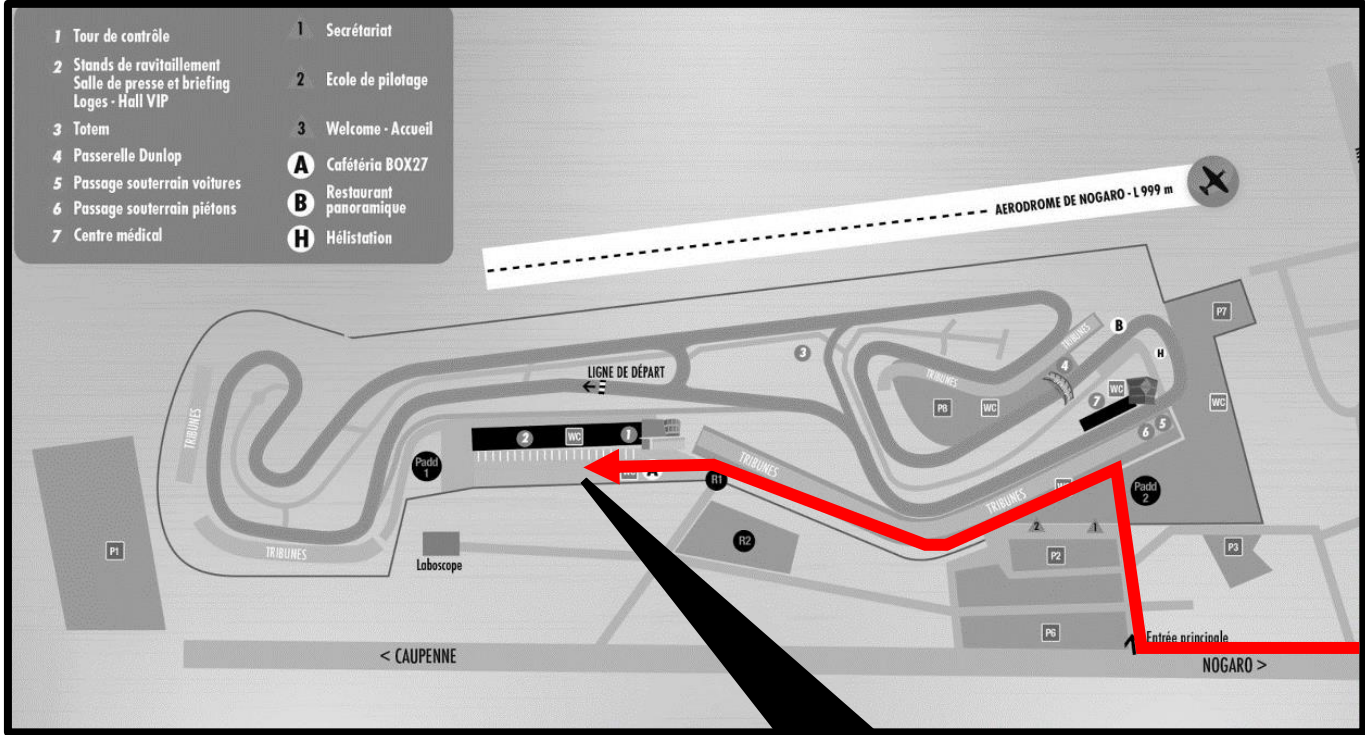 1 Tour de contrôle
2 Stands de ravitaillement
Salle de presse et briefing
Loges - Hall VIP
3 Totem
4 Passerelle Dunlop
5 Passage souterrain voitures
6 Passage souterrain piétons
7 Centre médical
1 Secrétariat
2 Ecole de pilotage
3 Welcome - Accueil
A Cafétéria BOX27
B Restaurant
panoramique
H Hélistation
AERODROME DE NOGARO - L 999 m
P7
B
TRIBUNES
H
3
4
LIGNE DE DÉPART
TRIBUNES
7
WC
P8
WC
WC
TRIBUNES
2
WC
1
6
5
Padd
1
TRIBUNES
R1
Padd
2
TRIBUNES
R2
2
1
P1
TRIBUNES
Laboscope
P2
P3
P6
Entrée principale
< CAUPENNE
NOGARO >